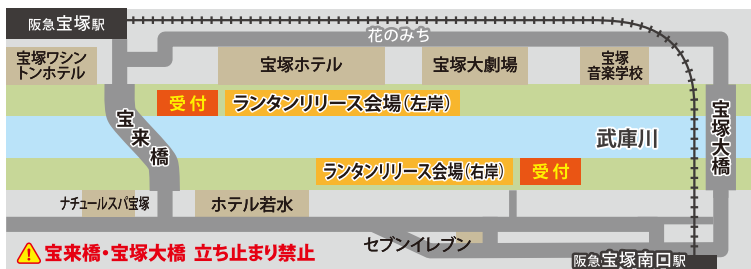 阪急宝塚駅
花のみち
宝塚ワシン
トンホテル
宝塚ホテル
宝塚大劇場
宝塚
音楽学校
受付
ランタンリリース会場(左岸)
宝来橋
宝塚大橋
武庫川
ランタンリリース会場(右岸)
受付
ナチュールスパ宝塚
ホテル若水
セブンイレブン
宝来橋・宝塚大橋 立ち止まり禁止
阪急宝塚南口駅